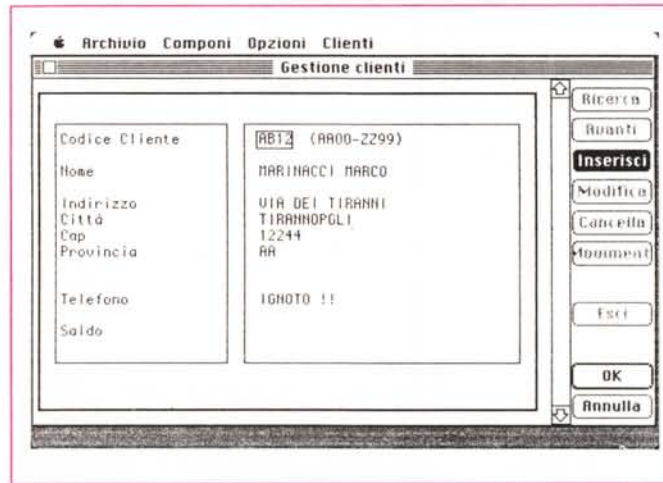 Archivio Componi Opzioni Clienti
Gestione clienti
Codice Cliente AB12 (AA00-ZZ99)
Nome MARINACCI MARCO
Indirizzo VIA DEI TIRANNI
Città TIRANNOPOLI
Cap 12244
Provincia AA
Telefono IGNOTO !!
Saldo
Ricerca
Avanti
Inserisci
Modifica
Cancella
Moviment
Esci
OK
Annulla